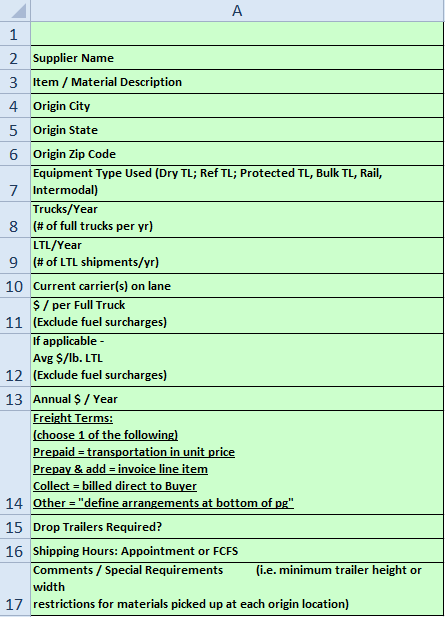 A
1
2 Supplier Name
3 Item / Material Description
4 Origin City
5 Origin State
6 Origin Zip Code
Equipment Type Used (Dry TL; Ref TL; Protected TL, Bulk TL, Rail,
7 Intermodal)
Trucks/Year
8 (# of full trucks per yr)
LTL/Year
9 (# of LTL shipments/yr)
10 Current carrier(s) on lane
$ / per Full Truck
11 (Exclude fuel surcharges)
If applicable -
Avg $/lb. LTL
12 (Exclude fuel surcharges)
13 Annual $ / Year
Freight Terms:
(choose 1 of the following)
Prepaid = transportation in unit price
Prepay & add = invoice line item
Collect = billed direct to Buyer
14 Other = "define arrangements at bottom of pg"
15 Drop Trailers Required?
16 Shipping Hours: Appointment or FCFS
Comments / Special Requirements (i.e. minimum trailer height or
width
17 restrictions for materials picked up at each origin location)